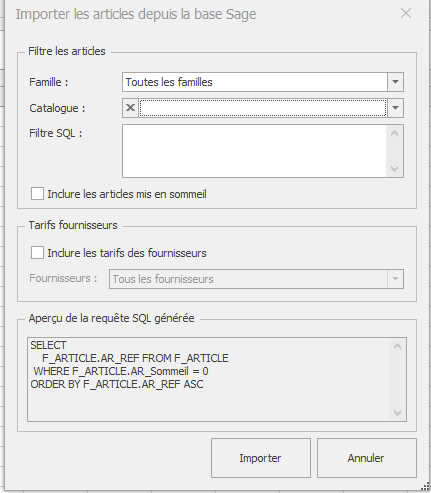 Importer les articles depuis la base Sage
Filtre les articles
Famille :
Toutes les familles
Catalogue :
Filtre SQL :
Inclure les articles mis en sommeil
Tarifs fournisseurs
Inclure les tarifs des fournisseurs
Fournisseurs :
Tous les fournisseurs
Aperçu de la requête SQL générée
SELECT
F_ARTICLE.AR_REF FROM F_ARTICLE
WHERE F_ARTICLE.AR_Sommeil = 0
ORDER BY F_ARTICLE.AR_REF ASC
Importer
Annuler